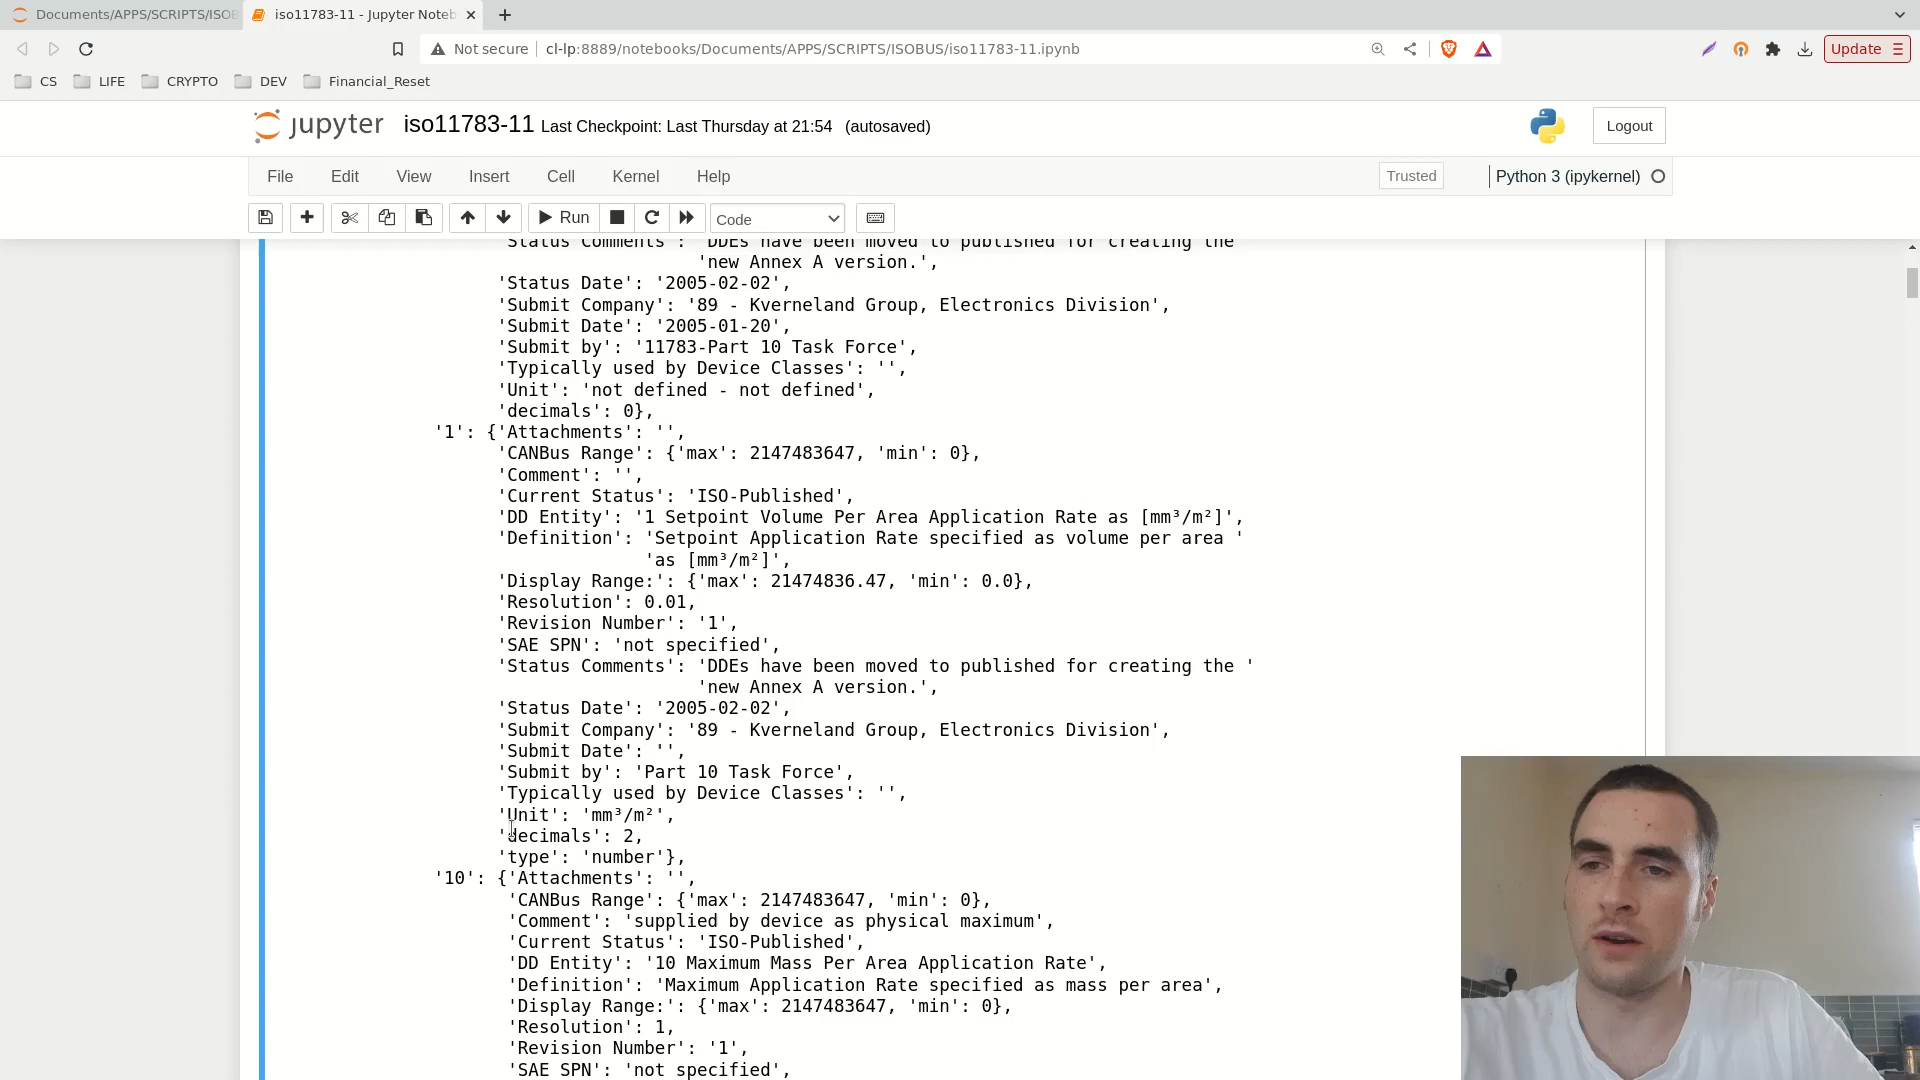 Documents/APPS/SCRIPTS/ISOB
iso11783-11 - Jupyter Noteb
Not secure
cl-lp:8889/notebooks/Documents/APPS/SCRIPTS/ISOBUS/iso11783-11.ipynb
Update
CS
LIFE
CRYPTO
DEV
Financial_Reset
jupyter
iso11783-11 Last Checkpoint: Last Thursday at 21:54 (autosaved)
Logout
File
Edit
View
Insert
Cell
Kernel
Help
Trusted
Python 3 (ipykernel)
Run
Code
'Status Comments': 'DDEs have been moved to published for creating the '
'new Annex A version.',
'Status Date': '2005-02-02',
'Submit Company': '89 - Kverneland Group, Electronics Division',
'Submit Date': '2005-01-20',
'Submit by': '11783-Part 10 Task Force',
'Typically used by Device Classes': '',
'Unit': 'not defined - not defined',
'decimals': 0},
'1': {'Attachments': '',
'CANBus Range': {'max': 2147483647, 'min': 0},
'Comment': '',
'Current Status': 'ISO-Published',
'DD Entity': '1 Setpoint Volume Per Area Application Rate as [mm³/m²]',
'Definition': 'Setpoint Application Rate specified as volume per area '
'as [mm³/m²]',
'Display Range:': {'max': 21474836.47, 'min': 0.0},
'Resolution': 0.01,
'Revision Number': '1',
'SAE SPN': 'not specified',
'Status Comments': 'DDEs have been moved to published for creating the '
'new Annex A version.',
'Status Date': '2005-02-02',
'Submit Company': '89 - Kverneland Group, Electronics Division',
'Submit Date': '',
'Submit by': 'Part 10 Task Force',
'Typically used by Device Classes': '',
'Unit': 'mm³/m²',
'decimals': 2,
'type': 'number'},
'10': {'Attachments': '',
'CANBus Range': {'max': 2147483647, 'min': 0},
'Comment': 'supplied by device as physical maximum',
'Current Status': 'ISO-Published',
'DD Entity': '10 Maximum Mass Per Area Application Rate',
'Definition': 'Maximum Application Rate specified as mass per area',
'Display Range:': {'max': 2147483647, 'min': 0},
'Resolution': 1,
'Revision Number': '1',
'SAE SPN': 'not specified',